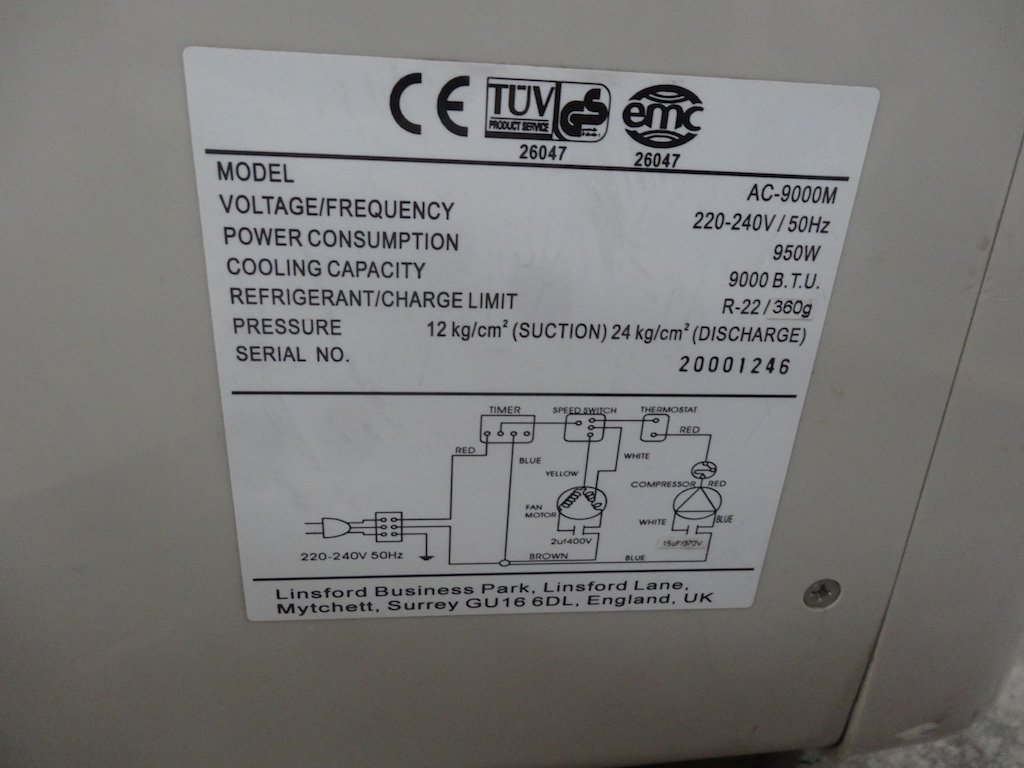 CE TÜV PRODUCT SERVICE GS emc
26047 26047
MODEL AC-9000M
VOLTAGE/FREQUENCY 220-240V / 50Hz
POWER CONSUMPTION 950W
COOLING CAPACITY 9000 B.T.U.
REFRIGERANT/CHARGE LIMIT R-22 / 360g
PRESSURE 12 kg/cm² (SUCTION) 24 kg/cm² (DISCHARGE)
SERIAL NO. 20001246
TIMER SPEED SWITCH THERMOSTAT
RED
RED BLUE WHITE
YELLOW
COMPRESSOR RED
FAN MOTOR
WHITE BLUE
2uf400V 15uF/370V
220-240V 50Hz BROWN BLUE
Linsford Business Park, Linsford Lane,
Mytchett, Surrey GU16 6DL, England, UK